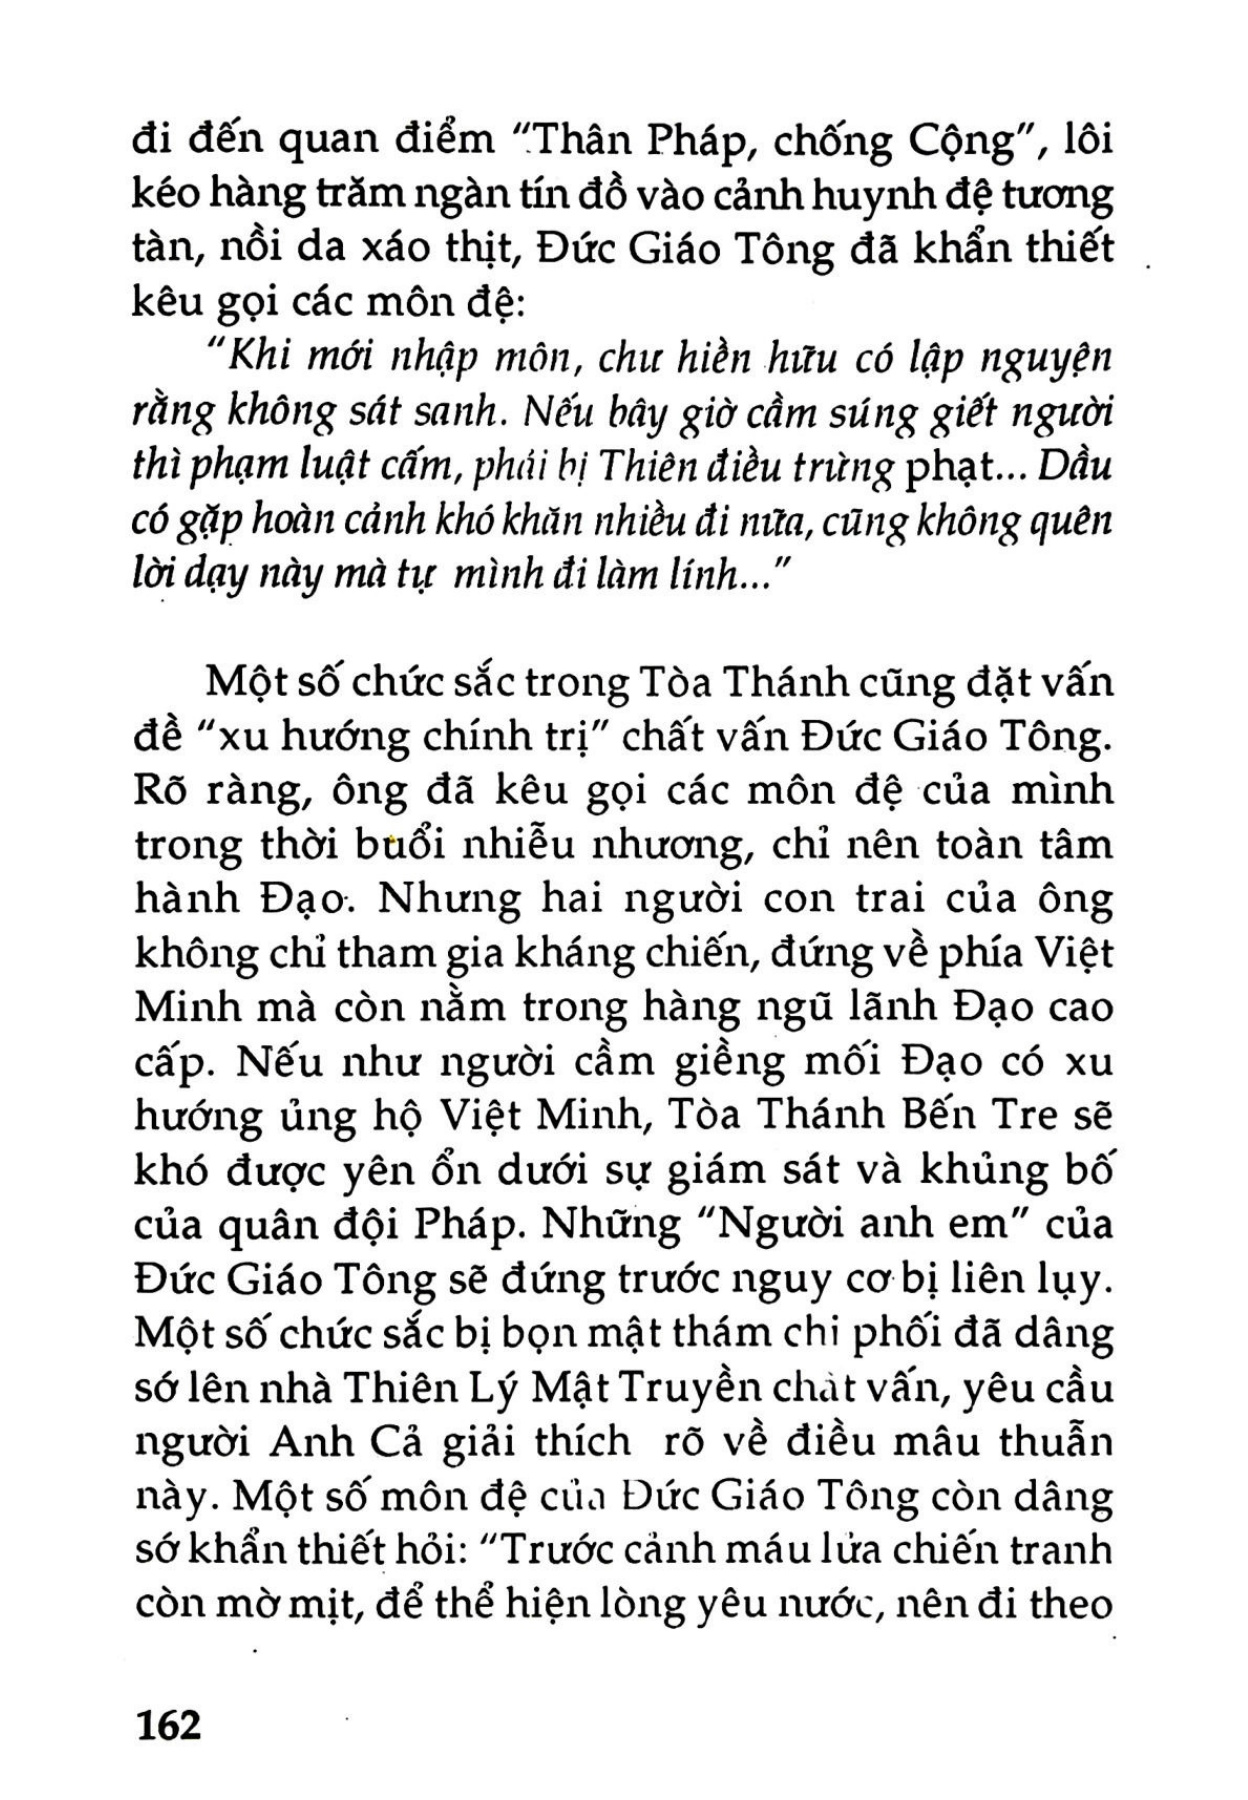 đi đến quan điểm "Thân Pháp, chống Cộng", lôi
kéo hàng trăm ngàn tín đồ vào cảnh huynh đệ tương
tàn, nồi da xáo thịt, Đức Giáo Tông đã khẩn thiết
kêu gọi các môn đệ:
"Khi mới nhập môn, chư hiền hữu có lập nguyện
rằng không sát sanh. Nếu bây giờ cầm súng giết người
thì phạm luật cấm, phải bị Thiên điều trừng phạt... Dầu
có gặp hoàn cảnh khó khăn nhiều đi nữa, cũng không quên
lời dạy này mà tự mình đi làm lính..."
Một số chức sắc trong Tòa Thánh cũng đặt vấn
đề "xu hướng chính trị" chất vấn Đức Giáo Tông.
Rõ ràng, ông đã kêu gọi các môn đệ của mình
trong thời buổi nhiễu nhương, chỉ nên toàn tâm
hành Đạo. Nhưng hai người con trai của ông
không chỉ tham gia kháng chiến, đứng về phía Việt
Minh mà còn nằm trong hàng ngũ lãnh Đạo cao
cấp. Nếu như người cầm giềng mối Đạo có xu
hướng ủng hộ Việt Minh, Tòa Thánh Bến Tre sẽ
khó được yên ổn dưới sự giám sát và khủng bố
của quân đội Pháp. Những "Người anh em" của
Đức Giáo Tông sẽ đứng trước nguy cơ bị liên lụy.
Một số chức sắc bị bọn mật thám chi phối đã dâng
sớ lên nhà Thiên Lý Mật Truyền chất vấn, yêu cầu
người Anh Cả giải thích rõ về điều mâu thuẫn
này. Một số môn đệ của Đức Giáo Tông còn dâng
sớ khẩn thiết hỏi: "Trước cảnh máu lửa chiến tranh
còn mờ mịt, để thể hiện lòng yêu nước, nên đi theo
162